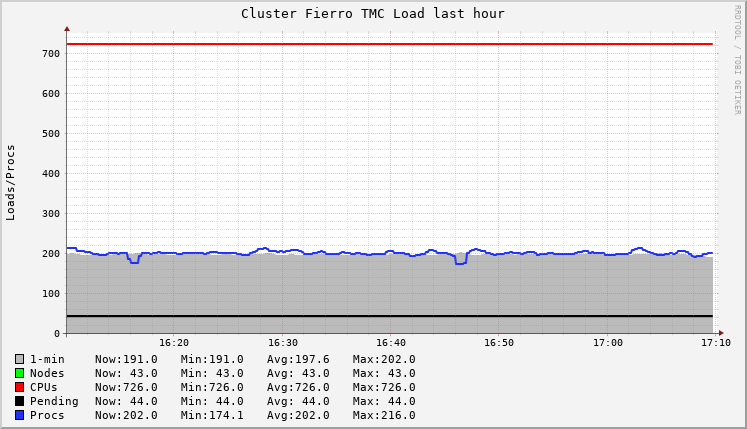 Cluster Fierro TMC Load last hour
RRDTOOL / TOBI OETIKER
Loads/Procs
700
600
500
400
300
200
100
0
16:20 16:30 16:40 16:50 17:00 17:10
1-min Now:191.0 Min:191.0 Avg:197.6 Max:202.0
Nodes Now: 43.0 Min: 43.0 Avg: 43.0 Max: 43.0
CPUs Now:726.0 Min:726.0 Avg:726.0 Max:726.0
Pending Now: 44.0 Min: 44.0 Avg: 44.0 Max: 44.0
Procs Now:202.0 Min:174.1 Avg:202.0 Max:216.0